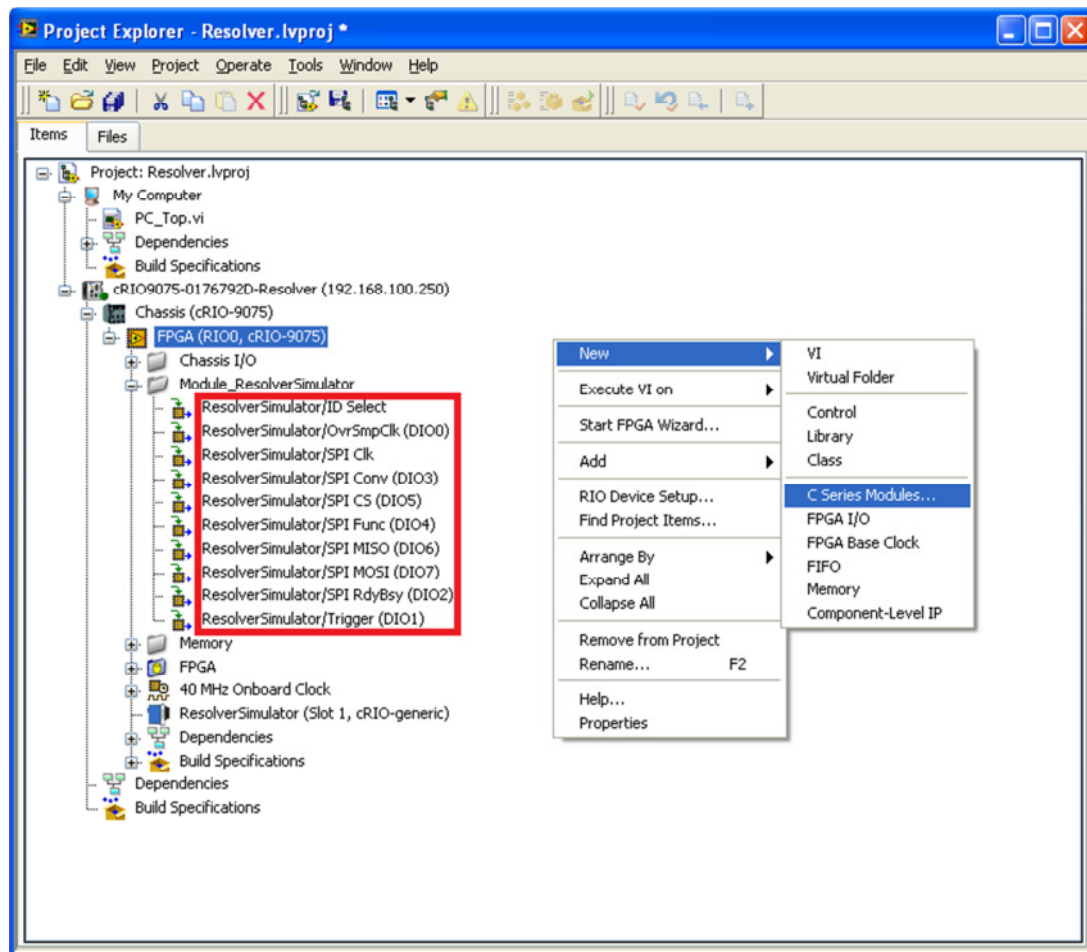 Project Explorer - Resolver.lvproj *
File Edit View Project Operate Tools Window Help
Items Files
Project: Resolver.lvproj
My Computer
PC_Top.vi
Dependencies
Build Specifications
cRIO9075-0176792D-Resolver (192.168.100.250)
Chassis (cRIO-9075)
FPGA (RIO0, cRIO-9075)
Chassis I/O
Module_ResolverSimulator
ResolverSimulator/ID Select
ResolverSimulator/OvrSmpClk (DIO0)
ResolverSimulator/SPI Clk
ResolverSimulator/SPI Conv (DIO3)
ResolverSimulator/SPI CS (DIO5)
ResolverSimulator/SPI Func (DIO4)
ResolverSimulator/SPI MISO (DIO6)
ResolverSimulator/SPI MOSI (DIO7)
ResolverSimulator/SPI RdyBsy (DIO2)
ResolverSimulator/Trigger (DIO1)
Memory
FPGA
40 MHz Onboard Clock
ResolverSimulator (Slot 1, cRIO-generic)
Dependencies
Build Specifications
Dependencies
Build Specifications
New
Execute VI on
Start FPGA Wizard...
Add
RIO Device Setup...
Find Project Items...
Arrange By
Expand All
Collapse All
Remove from Project
Rename... F2
Help...
Properties
VI
Virtual Folder
Control
Library
Class
C Series Modules...
FPGA I/O
FPGA Base Clock
FIFO
Memory
Component-Level IP